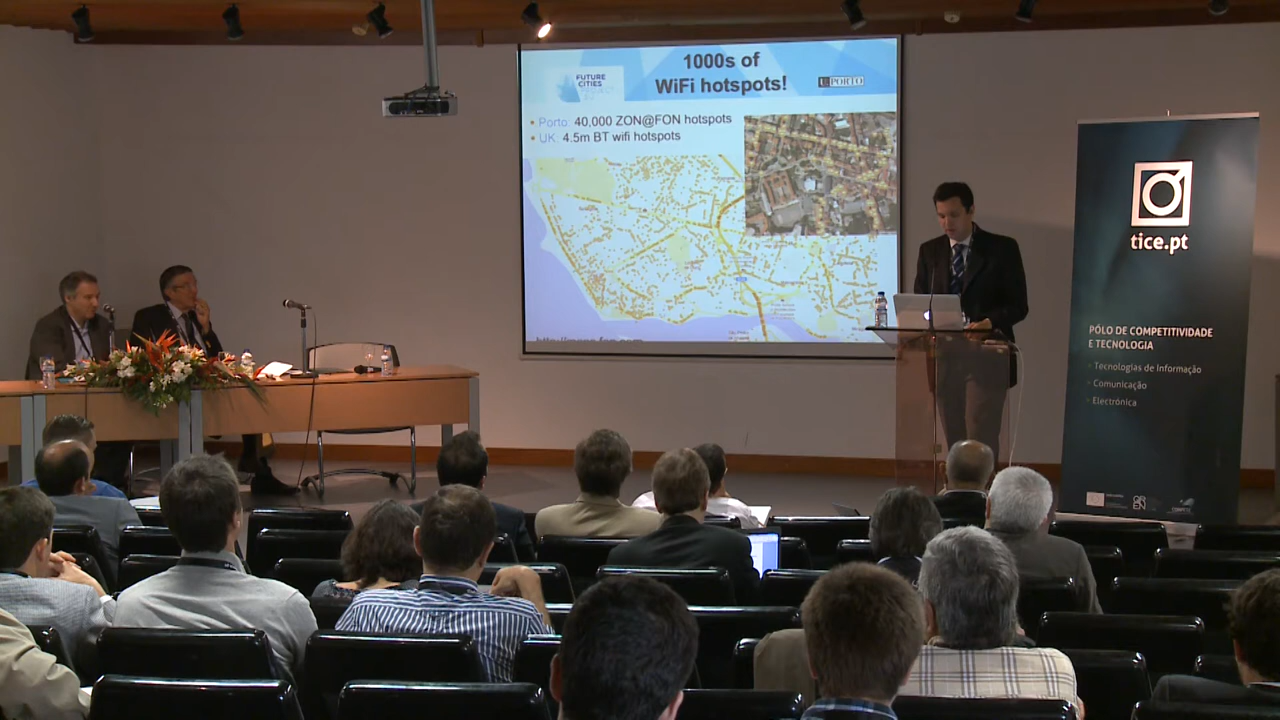 1000s of
WiFi hotspots!
FUTURE
CITIES
U.PORTO
• Porto: 40,000 ZON@FON hotspots
• UK: 4.5m BT wifi hotspots
tice.pt
PÓLO DE COMPETITIVIDADE
E TECNOLOGIA
• Tecnologias de Informação
• Comunicação
• Electrónica